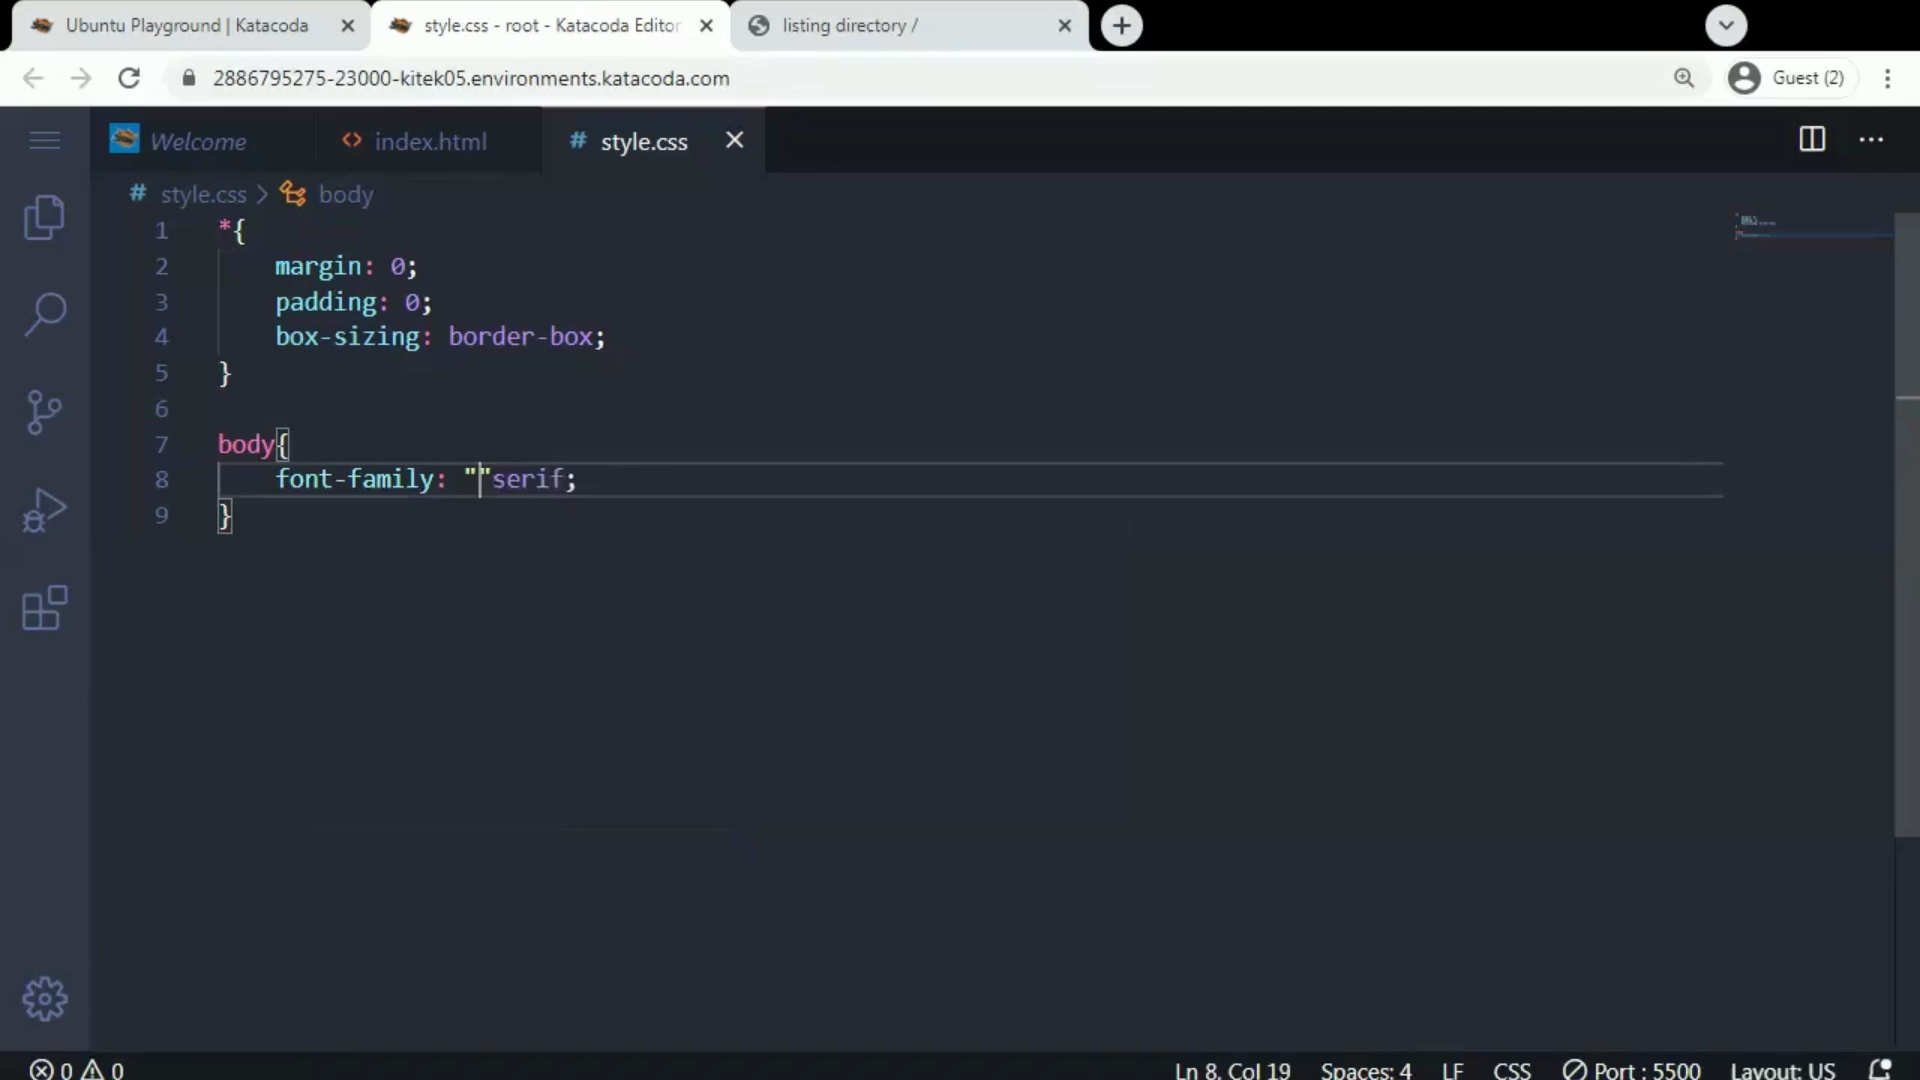 Ubuntu Playground | Katacoda
style.css - root - Katacoda Editor
listing directory /
2886795275-23000-kitek05.environments.katacoda.com
Guest (2)
Welcome
<> index.html
# style.css
# style.css > body
1 *{
2 margin: 0;
3 padding: 0;
4 box-sizing: border-box;
5 }
6
7 body{
8 font-family: ""serif;
9 }
0 0
Ln 8, Col 19
Spaces: 4
LF
CSS
Port : 5500
Layout: US